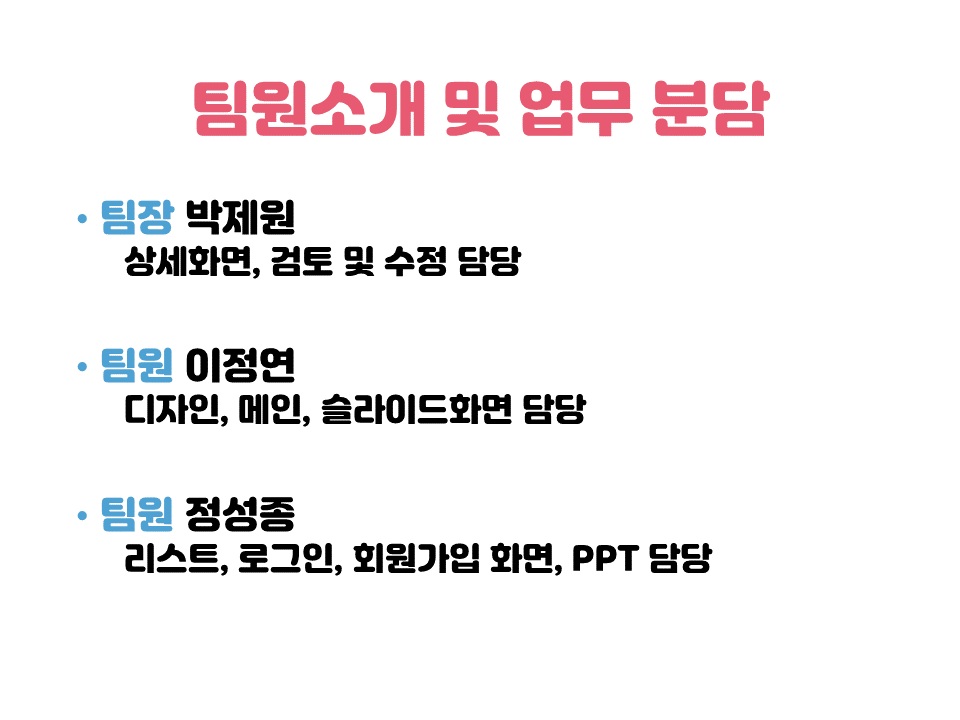 팀원소개 및 업무 분담
• 팀장 박제원
상세화면, 검토 및 수정 담당
• 팀원 이정연
디자인, 메인, 슬라이드화면 담당
• 팀원 정성종
리스트, 로그인, 회원가입 화면, PPT 담당